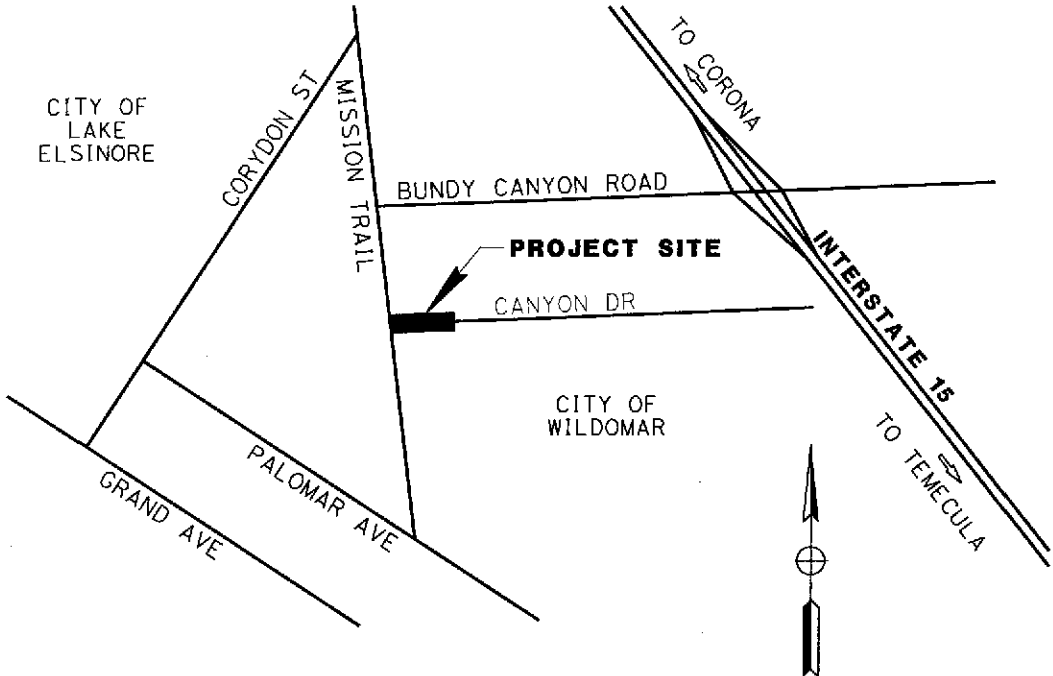 TO CORONA
CITY OF
LAKE
ELSINORE
CORYDON ST
MISSION TRAIL
BUNDY CANYON ROAD
PROJECT SITE
CANYON DR
INTERSTATE 15
CITY OF
WILDOMAR
TO TEMECULA
PALOMAR AVE
GRAND AVE